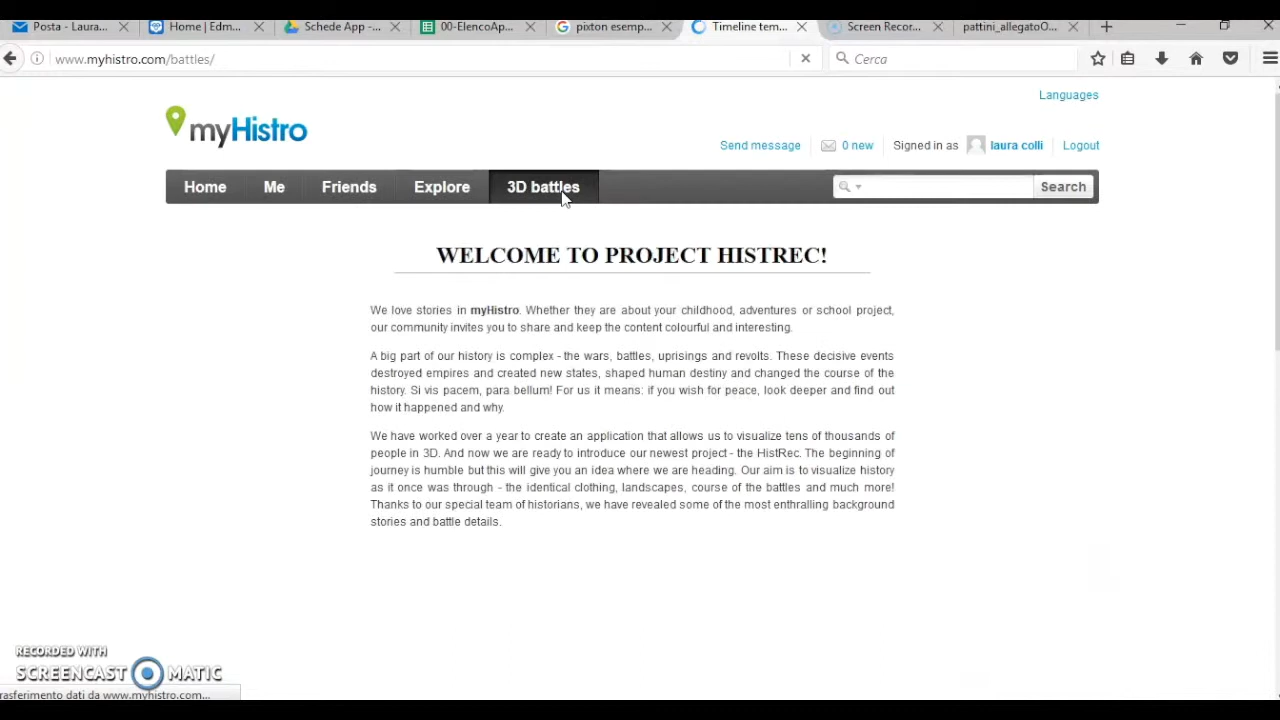 Posta - Laura...
Home | Edm...
Schede App -...
00-ElencoAp...
pixton esemp...
Timeline tem...
Screen Recor...
pattini_allegatoO...
www.myhistro.com/battles/
Cerca
Languages
myHistro
Send message
0 new
Signed in as
laura colli
Logout
Home
Me
Friends
Explore
3D battles
Search
WELCOME TO PROJECT HISTREC!
We love stories in myHistro. Whether they are about your childhood, adventures or school project,
our community invites you to share and keep the content colourful and interesting.
A big part of our history is complex - the wars, battles, uprisings and revolts. These decisive events
destroyed empires and created new states, shaped human destiny and changed the course of the
history. Si vis pacem, para bellum! For us it means: if you wish for peace, look deeper and find out
how it happened and why.
We have worked over a year to create an application that allows us to visualize tens of thousands of
people in 3D. And now we are ready to introduce our newest project - the HistRec. The beginning of
journey is humble but this will give you an idea where we are heading. Our aim is to visualize history
as it once was through - the identical clothing, landscapes, course of the battles and much more!
Thanks to our special team of historians, we have revealed some of the most enthralling background
stories and battle details.
RECORDED WITH
SCREENCAST MATIC
rasferimento dati da www.myhistro.com...